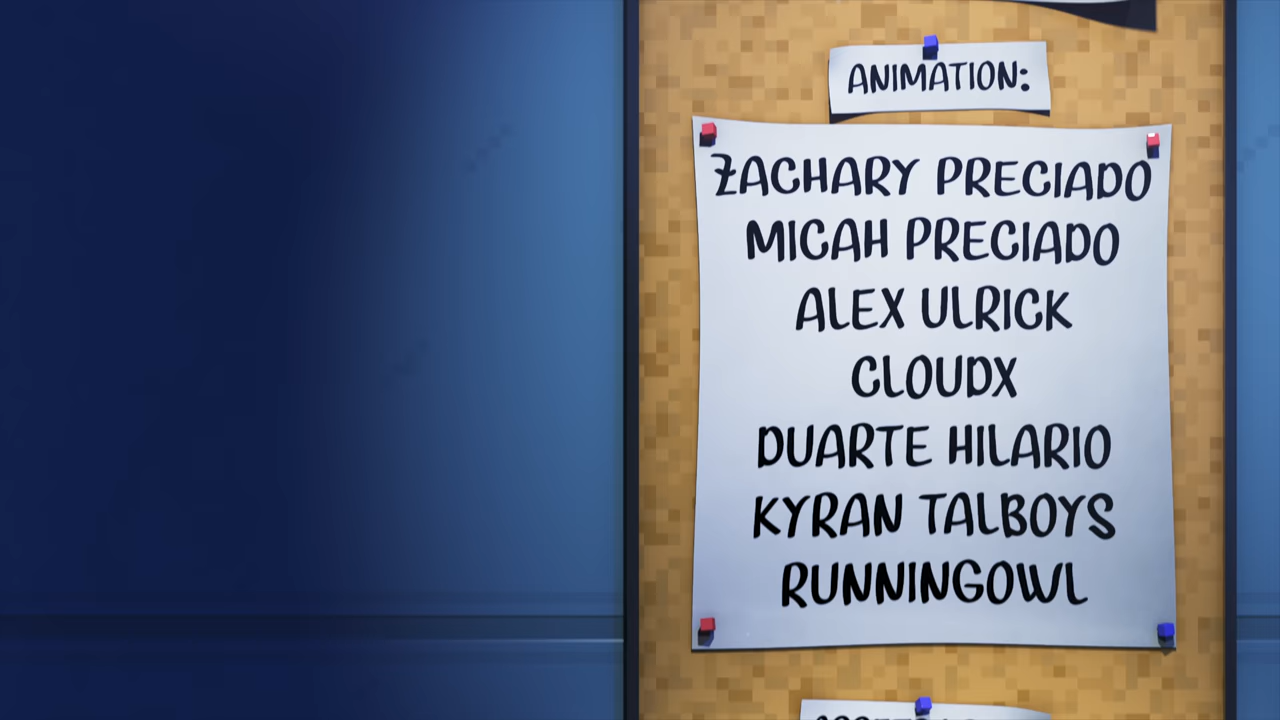 ANIMATION:
ZACHARY PRECIADO
MICAH PRECIADO
ALEX ULRICK
CLOUDX
DUARTE HILARIO
KYRAN TALBOYS
RUNNINGOWL